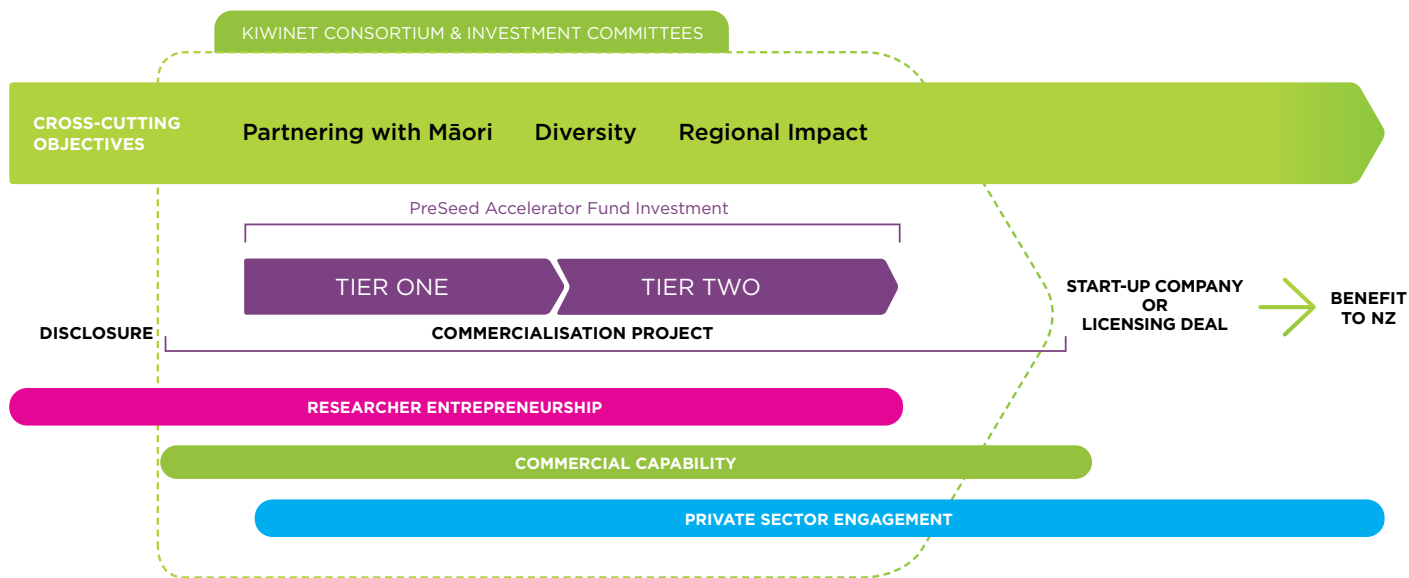 KIWINET CONSORTIUM & INVESTMENT COMMITTEES
CROSS-CUTTING
OBJECTIVES
Partnering with Māori
Diversity
Regional Impact
PreSeed Accelerator Fund Investment
TIER ONE
TIER TWO
DISCLOSURE
COMMERCIALISATION PROJECT
START-UP COMPANY
OR
LICENSING DEAL
BENEFIT
TO NZ
RESEARCHER ENTREPRENEURSHIP
COMMERCIAL CAPABILITY
PRIVATE SECTOR ENGAGEMENT